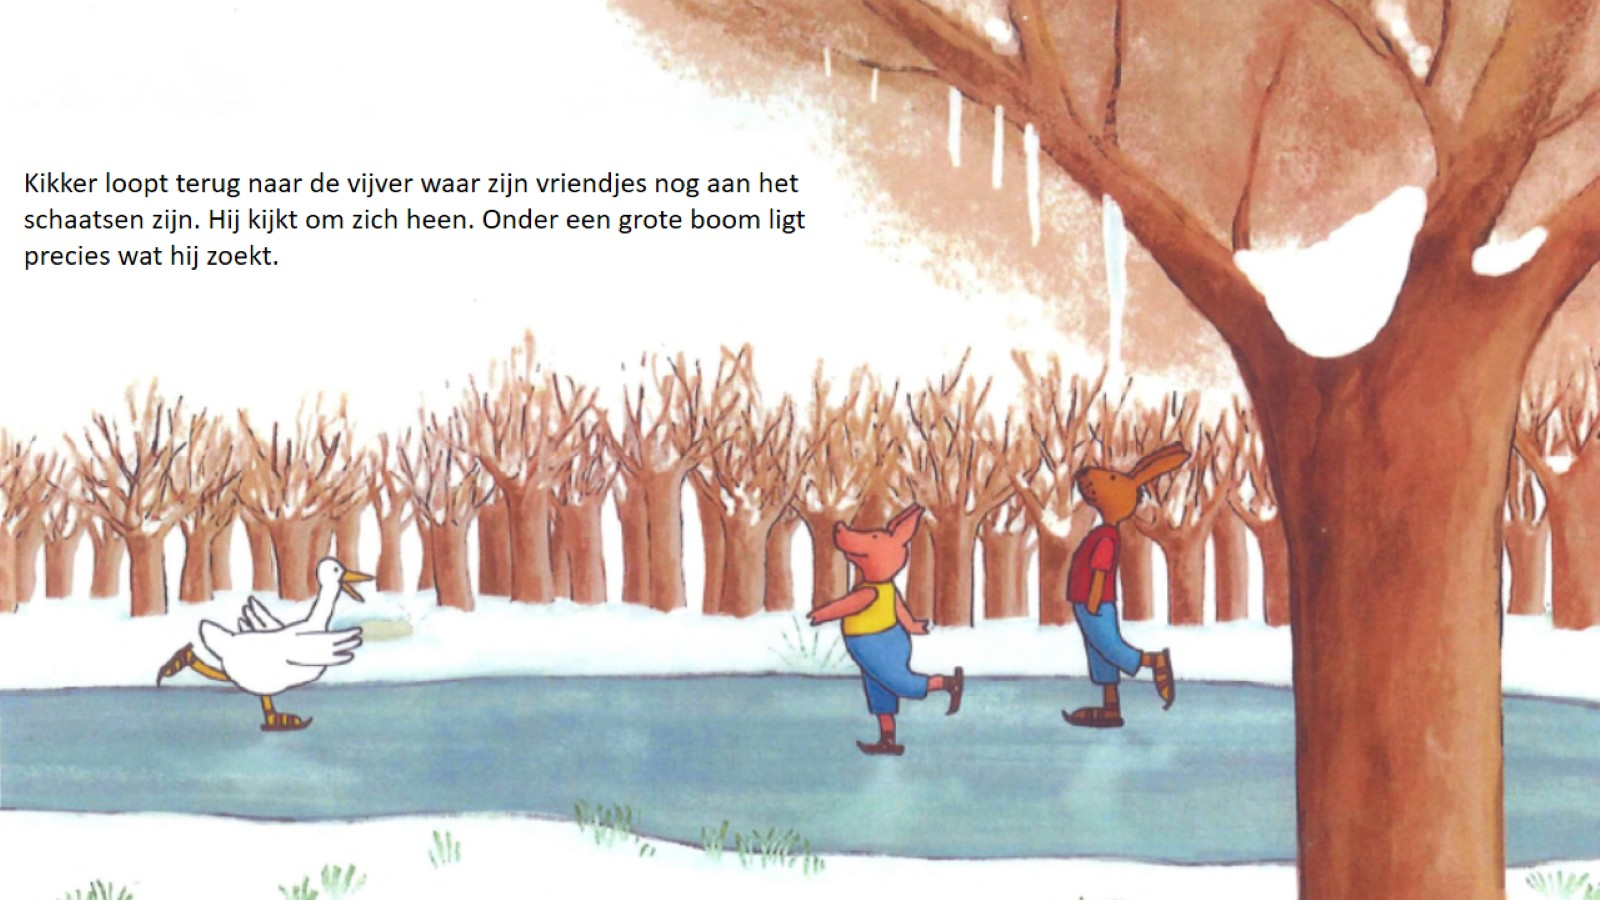 Kikker loopt terug naar de vijver waar zijn vriendjes nog aan het
schaatsen zijn. Hij kijkt om zich heen. Onder een grote boom ligt
precies wat hij zoekt.